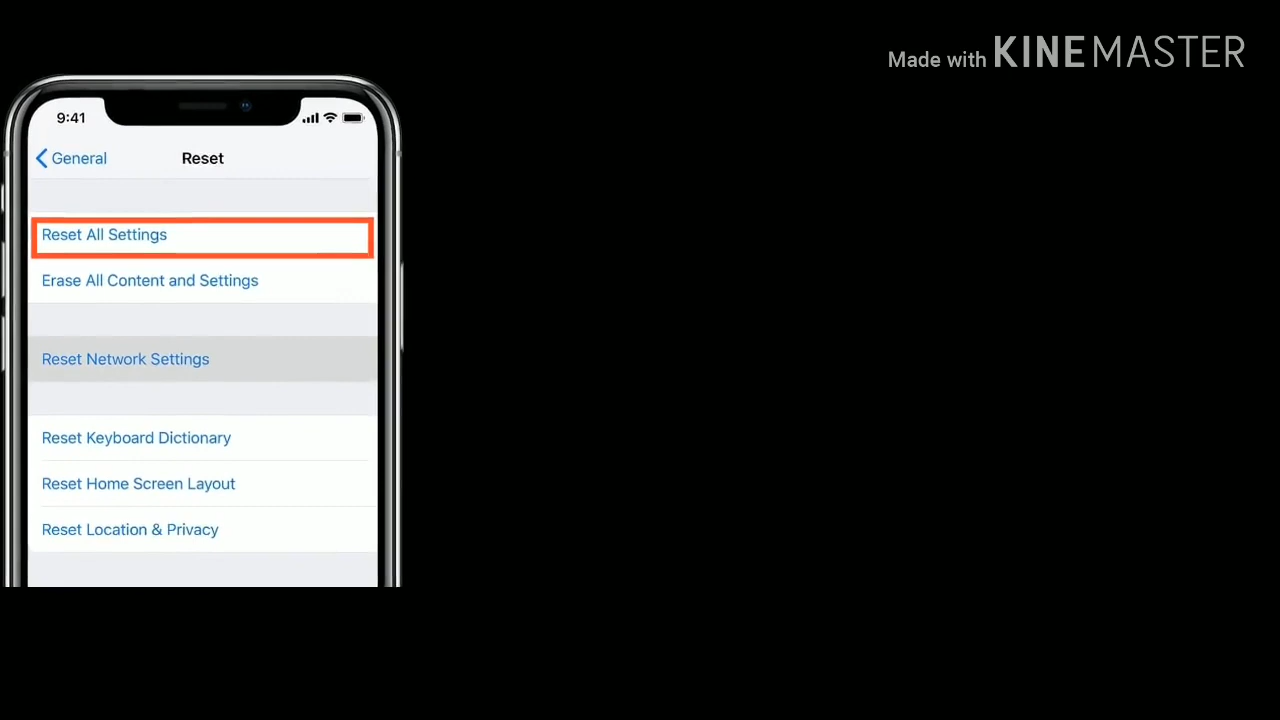 Made with KINEMASTER
9:41
General Reset
Reset All Settings
Erase All Content and Settings
Reset Network Settings
Reset Keyboard Dictionary
Reset Home Screen Layout
Reset Location & Privacy